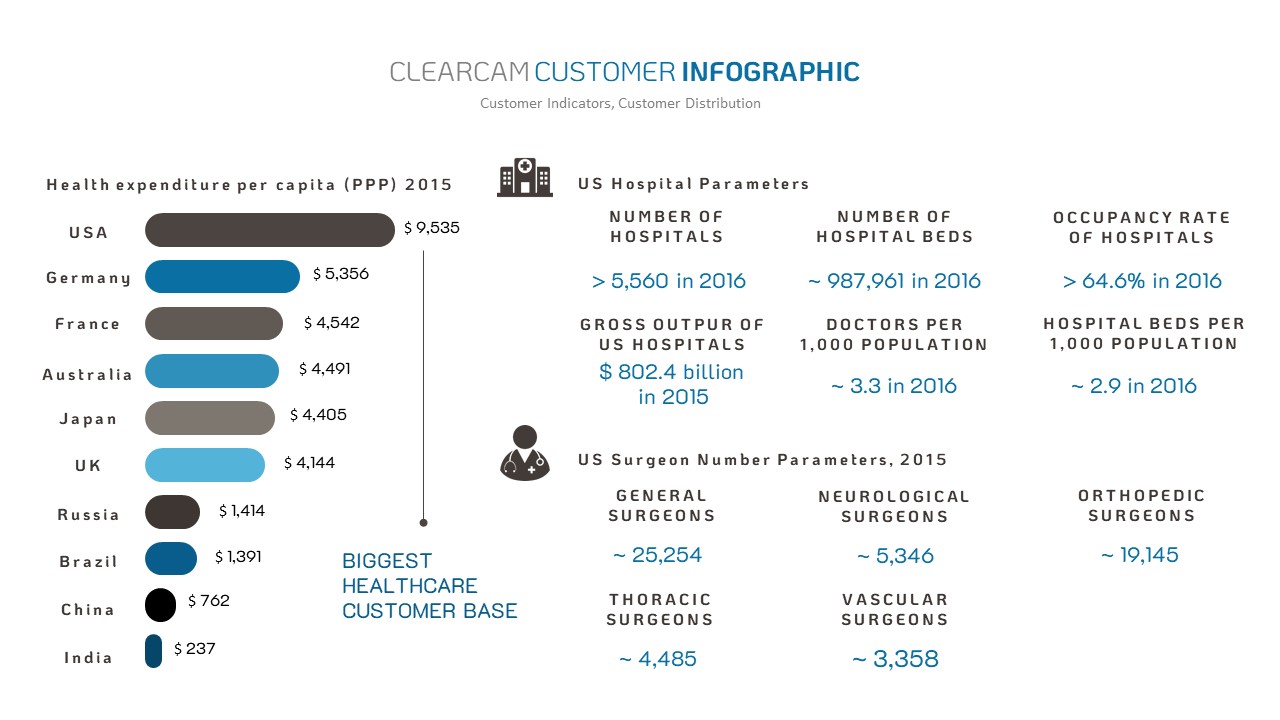 CLEARCAM CUSTOMER INFOGRAPHIC
Customer Indicators, Customer Distribution
Health expenditure per capita (PPP) 2015
USA $ 9,535
Germany $ 5,356
France $ 4,542
Australia $ 4,491
Japan $ 4,405
UK $ 4,144
Russia $ 1,414
Brazil $ 1,391
China $ 762
India $ 237
BIGGEST
HEALTHCARE
CUSTOMER BASE
US Hospital Parameters
NUMBER OF
HOSPITALS
> 5,560 in 2016
NUMBER OF
HOSPITAL BEDS
~ 987,961 in 2016
OCCUPANCY RATE
OF HOSPITALS
> 64.6% in 2016
GROSS OUTPUR OF
US HOSPITALS
$ 802.4 billion
in 2015
DOCTORS PER
1,000 POPULATION
~ 3.3 in 2016
HOSPITAL BEDS PER
1,000 POPULATION
~ 2.9 in 2016
US Surgeon Number Parameters, 2015
GENERAL
SURGEONS
~ 25,254
NEUROLOGICAL
SURGEONS
~ 5,346
ORTHOPEDIC
SURGEONS
~ 19,145
THORACIC
SURGEONS
~ 4,485
VASCULAR
SURGEONS
~ 3,358